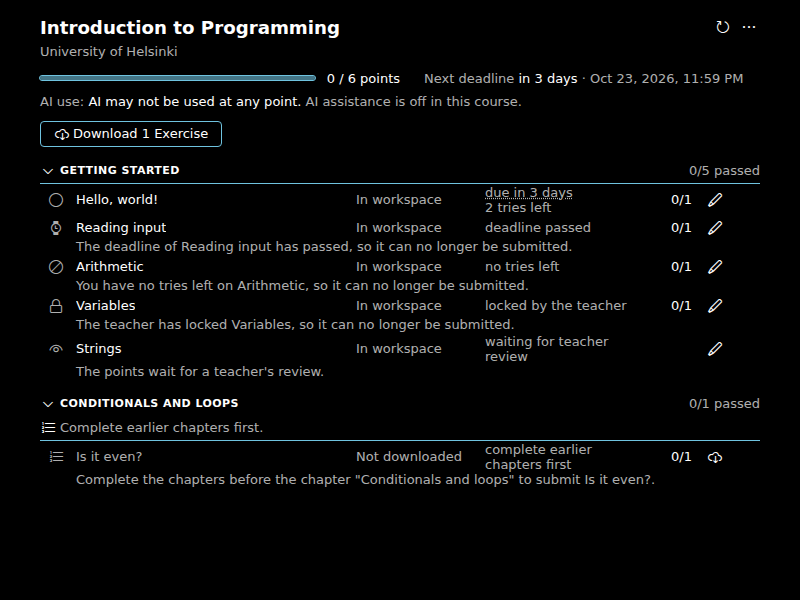 Introduction to Programming
University of Helsinki
0 / 6 points Next deadline in 3 days · Oct 23, 2026, 11:59 PM
AI use: AI may not be used at any point. AI assistance is off in this course.
Download 1 Exercise
GETTING STARTED 0/5 passed
Hello, world! In workspace due in 3 days 0/1
2 tries left
Reading input In workspace deadline passed 0/1
The deadline of Reading input has passed, so it can no longer be submitted.
Arithmetic In workspace no tries left 0/1
You have no tries left on Arithmetic, so it can no longer be submitted.
Variables In workspace locked by the teacher 0/1
The teacher has locked Variables, so it can no longer be submitted.
Strings In workspace waiting for teacher
review
The points wait for a teacher's review.
CONDITIONALS AND LOOPS 0/1 passed
Complete earlier chapters first.
Is it even? Not downloaded complete earlier 0/1
chapters first
Complete the chapters before the chapter "Conditionals and loops" to submit Is it even?.